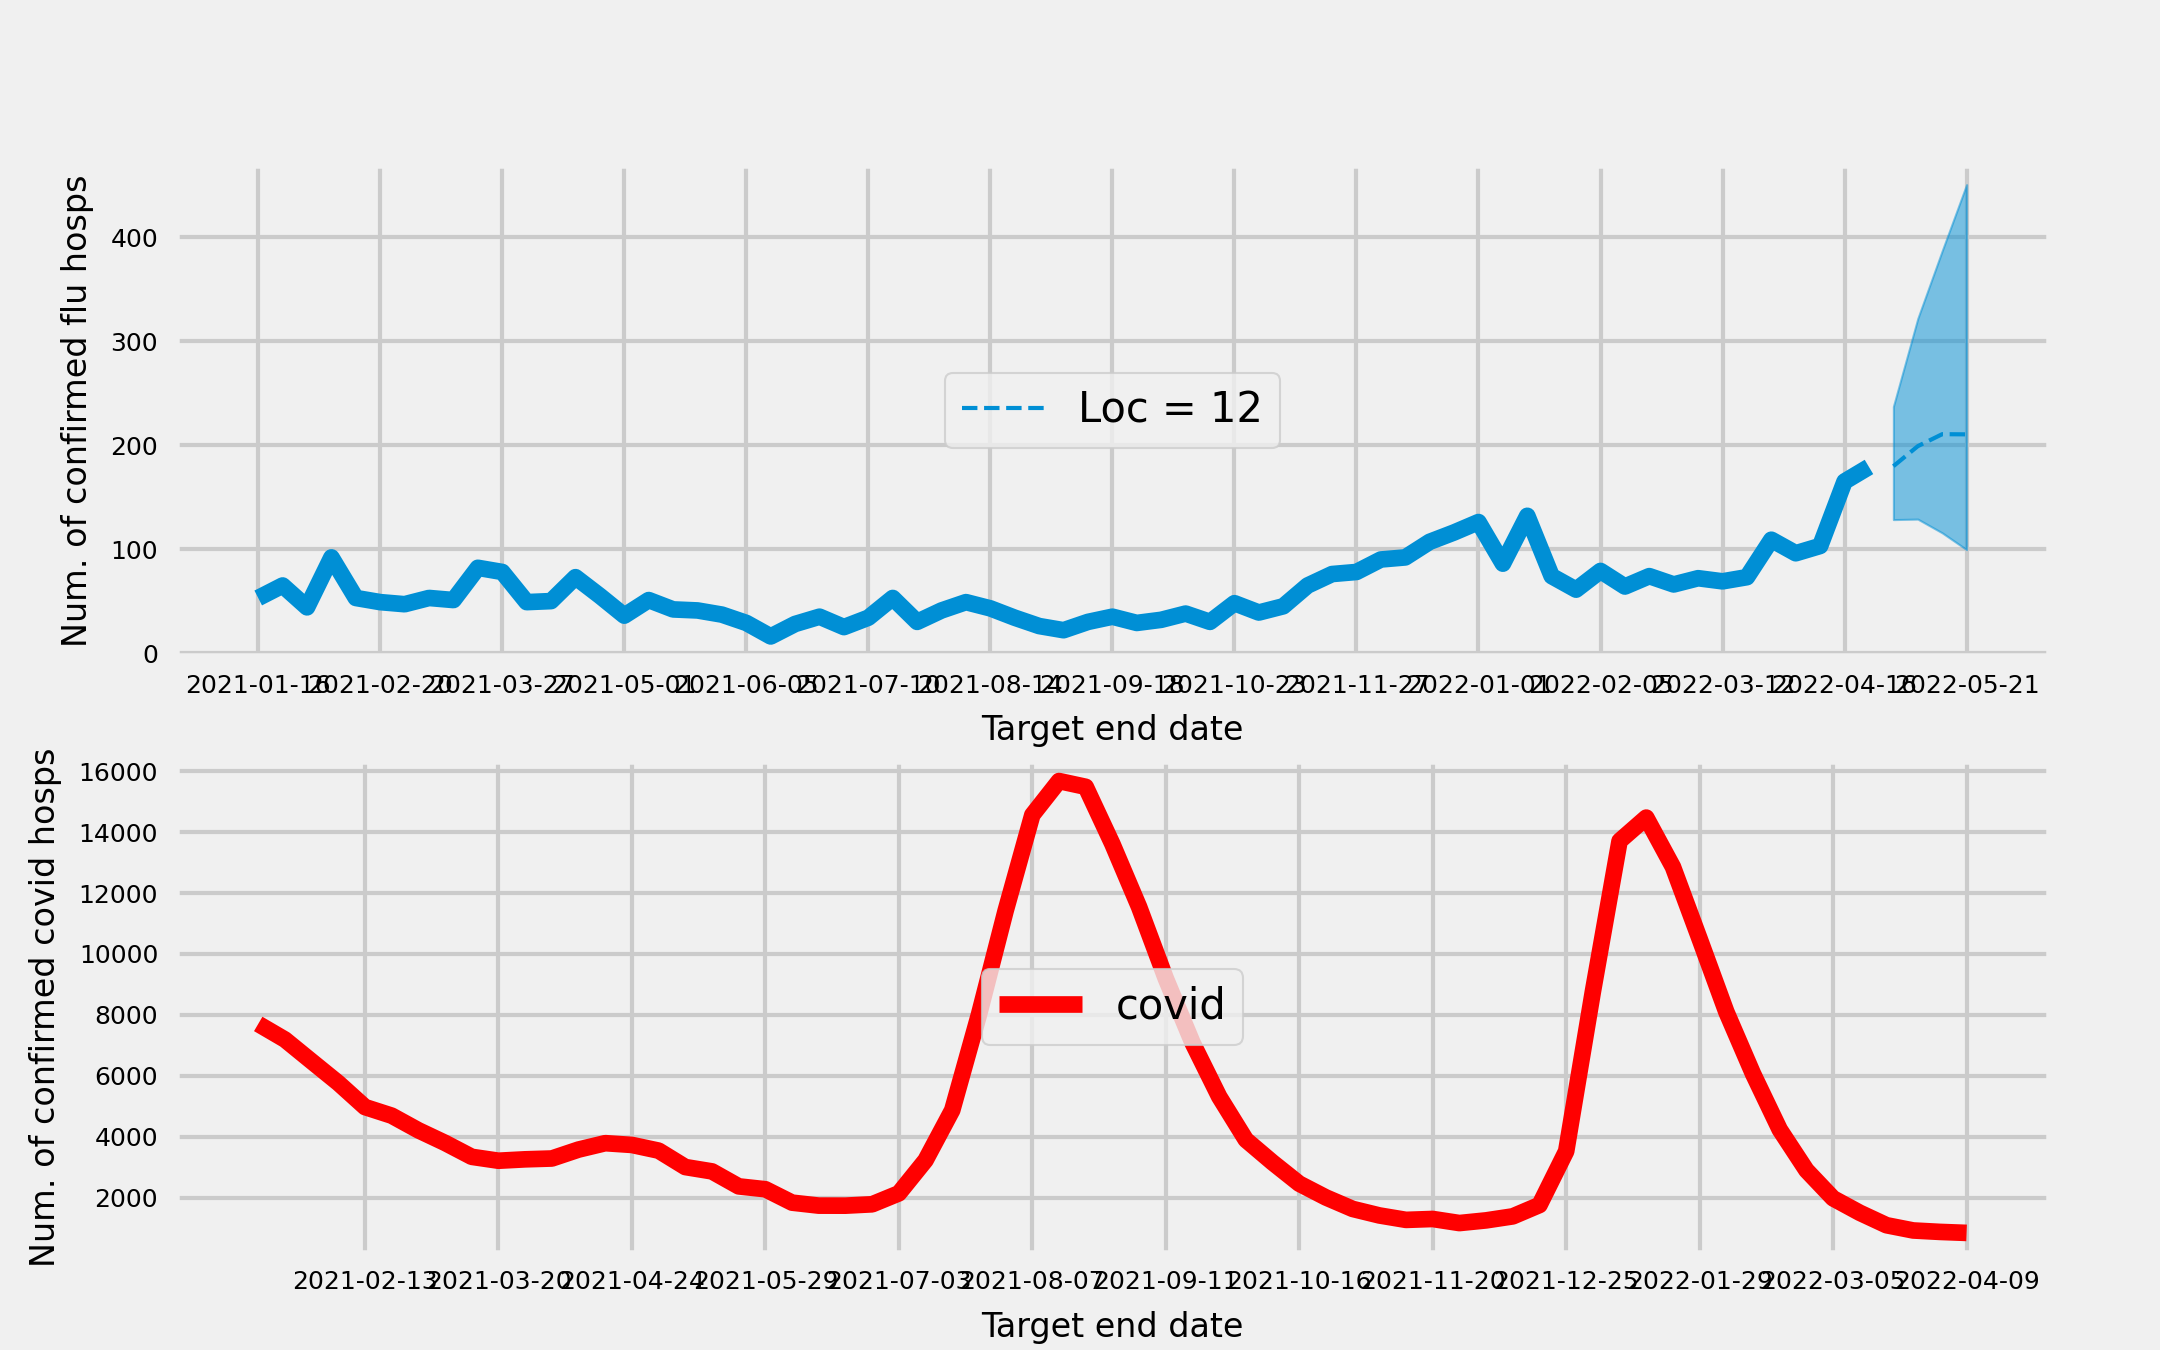 Num. of confirmed flu hosps
400
300
200
100
0
Loc = 12
2021-01-16 2021-02-20 2021-03-27 2021-05-01 2021-06-05 2021-07-10 2021-08-14 2021-09-18 2021-10-23 2021-11-27 2022-01-01 2022-02-05 2022-03-12 2022-04-16 2022-05-21
Target end date
Num. of confirmed covid hosps
16000
14000
12000
10000
8000
6000
4000
2000
covid
2021-02-13 2021-03-20 2021-04-24 2021-05-29 2021-07-03 2021-08-07 2021-09-11 2021-10-16 2021-11-20 2021-12-25 2022-01-29 2022-03-05 2022-04-09
Target end date